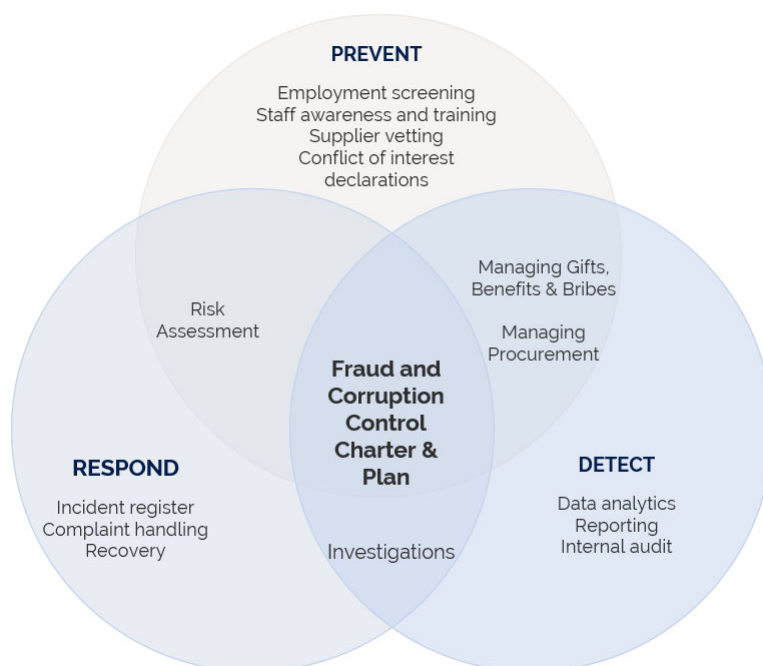 PREVENT
Employment screening
Staff awareness and training
Supplier vetting
Conflict of interest
declarations
Managing Gifts,
Benefits & Bribes
Managing
Procurement
Risk
Assessment
Fraud and
Corruption
Control
Charter &
Plan
RESPOND
Incident register
Complaint handling
Recovery
DETECT
Data analytics
Reporting
Internal audit
Investigations